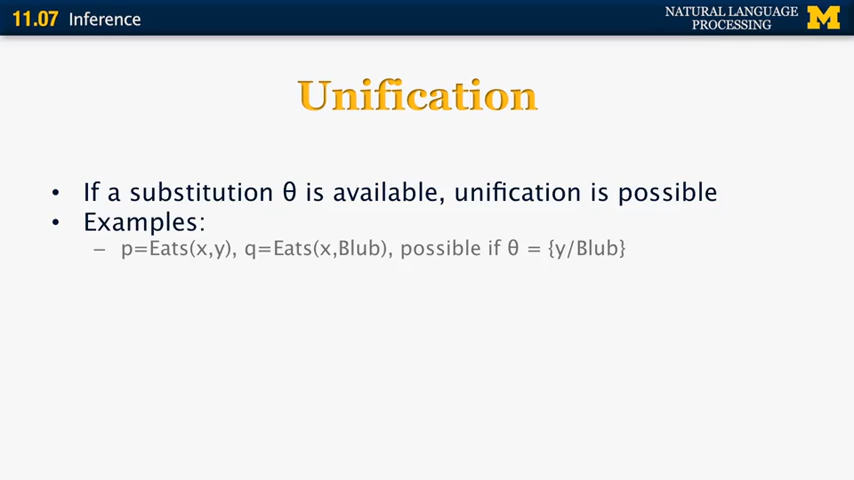 11.07 Inference
NATURAL LANGUAGE
PROCESSING
M
Unification
• If a substitution θ is available, unification is possible
• Examples:
– p=Eats(x,y), q=Eats(x,Blub), possible if θ = {y/Blub}